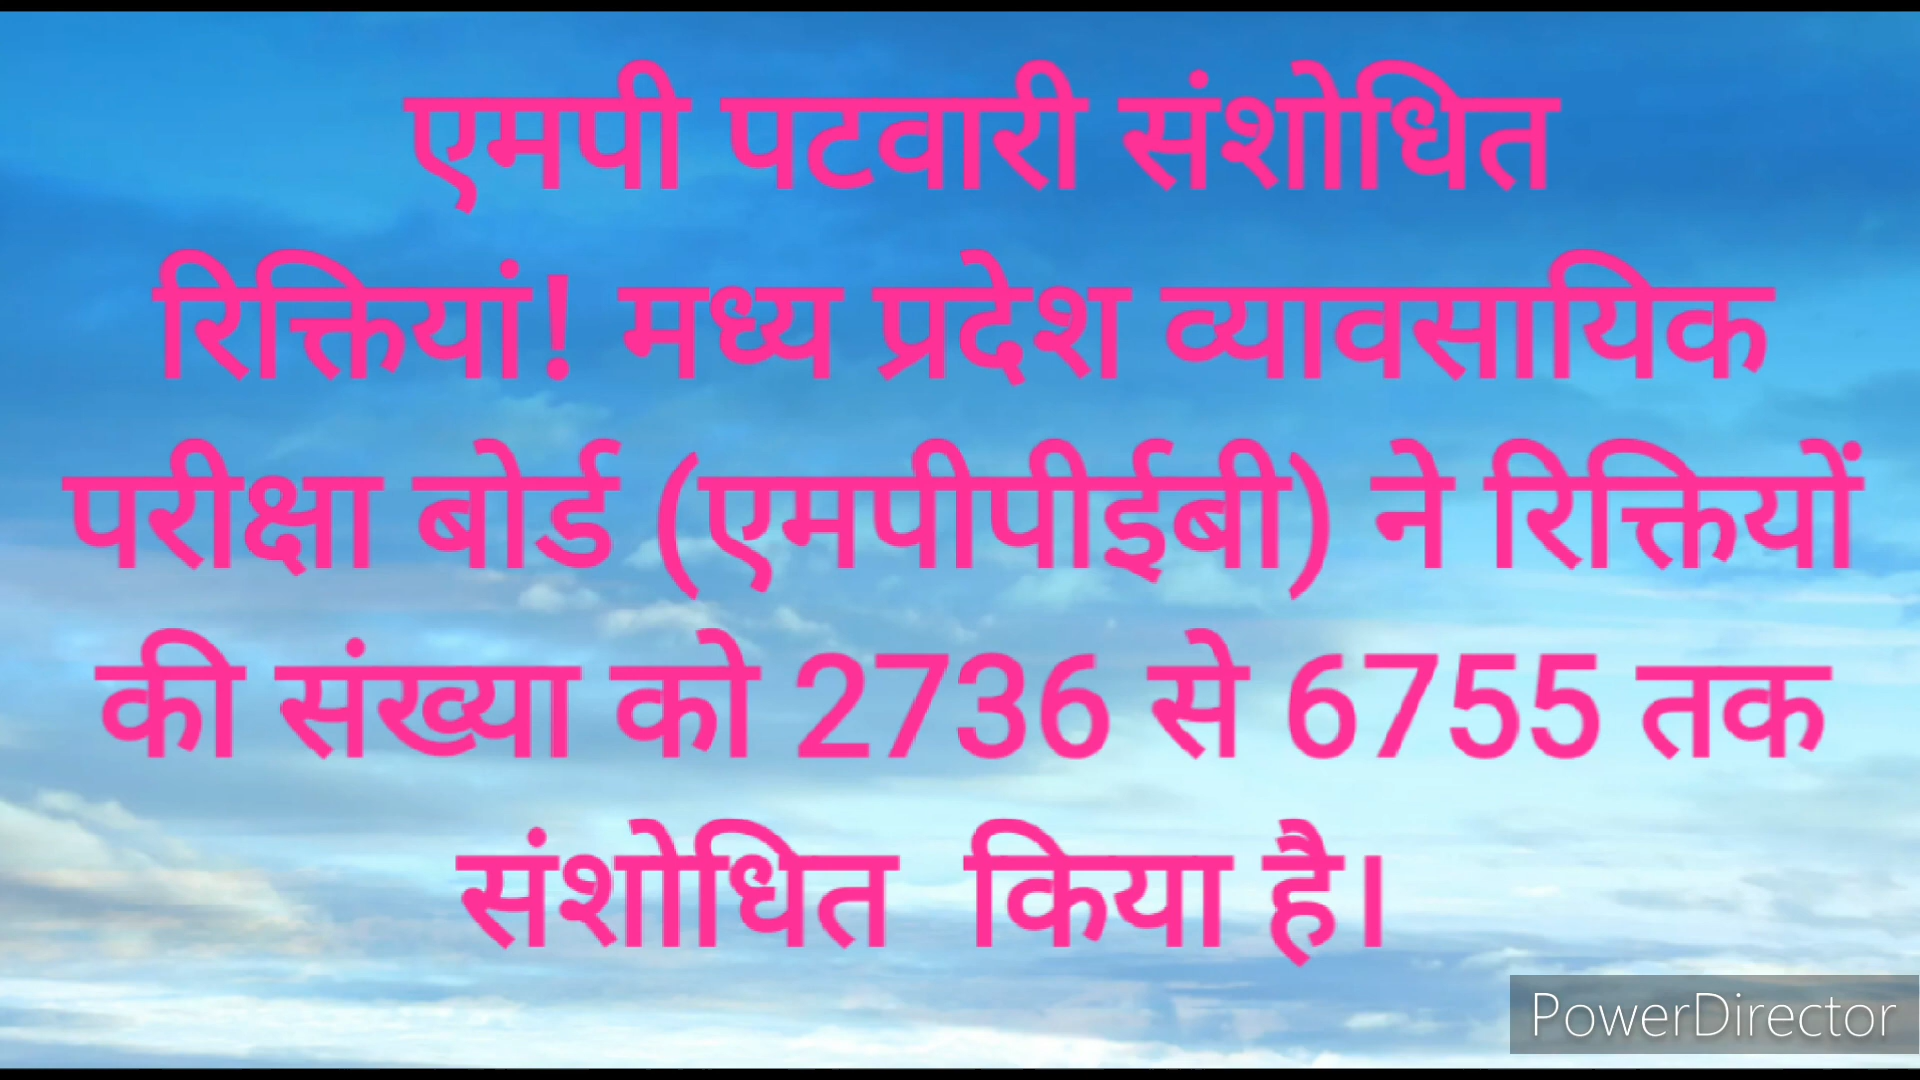 एमपी पटवारी संशोधित
रिक्तियां! मध्य प्रदेश व्यावसायिक
परीक्षा बोर्ड (एमपीपीईबी) ने रिक्तियों
की संख्या को 2736 से 6755 तक
संशोधित किया है।
PowerDirector